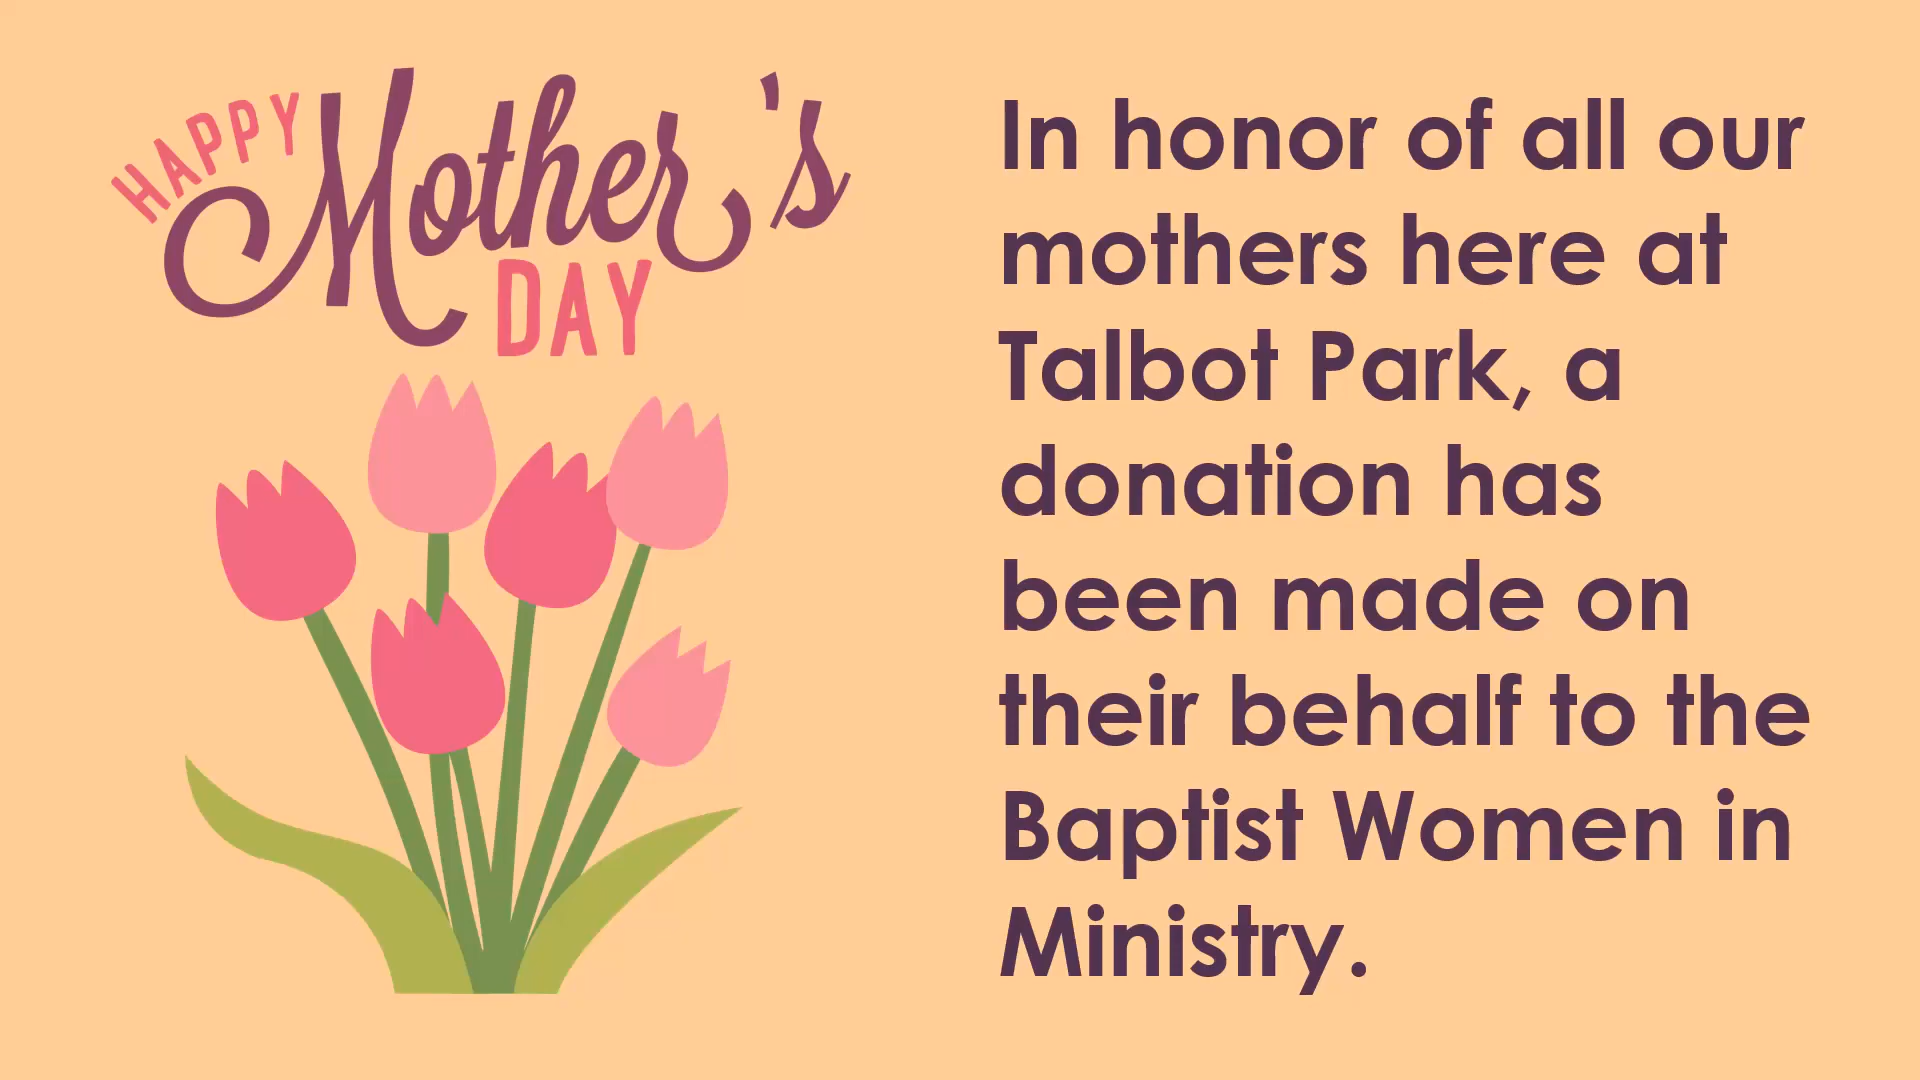 HAPPY
Mother's
DAY
In honor of all our
mothers here at
Talbot Park, a
donation has
been made on
their behalf to the
Baptist Women in
Ministry.